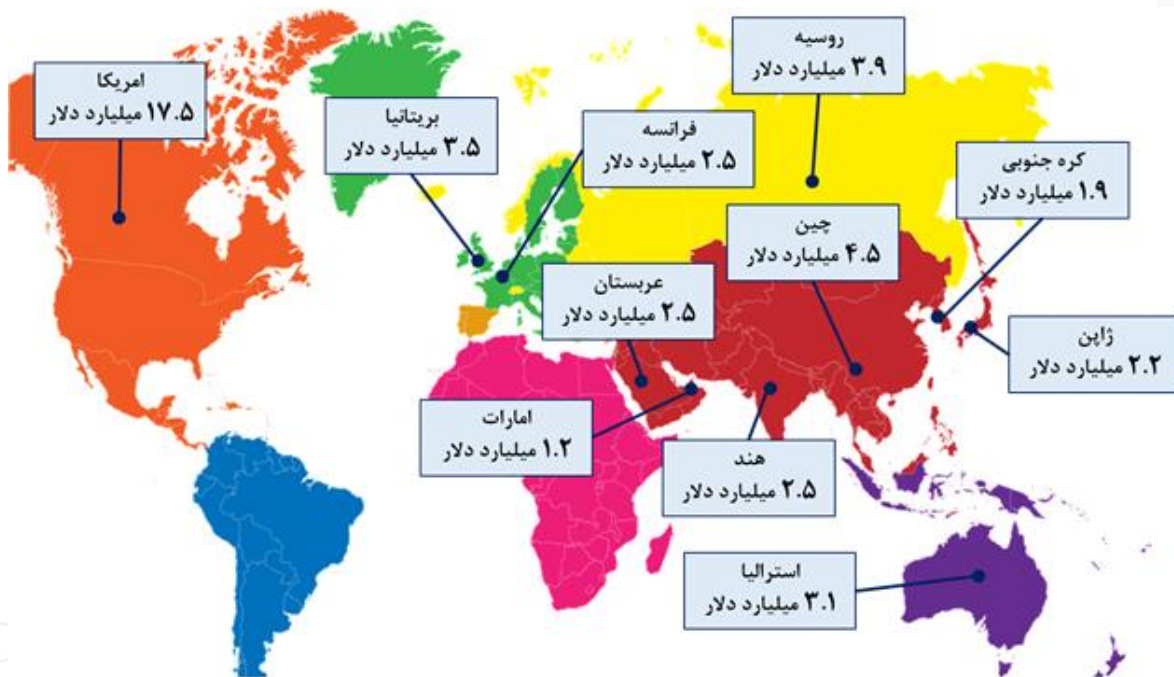 روسیه
۳.۹ میلیارد دلار
امریکا
۱۷.۵ میلیارد دلار
بریتانیا
۳.۵ میلیارد دلار
فرانسه
۲.۵ میلیارد دلار
کره جنوبی
۱.۹ میلیارد دلار
چین
۴.۵ میلیارد دلار
عربستان
۲.۵ میلیارد دلار
ژاپن
۲.۲ میلیارد دلار
امارات
۱.۲ میلیارد دلار
هند
۲.۵ میلیارد دلار
استرالیا
۳.۱ میلیارد دلار